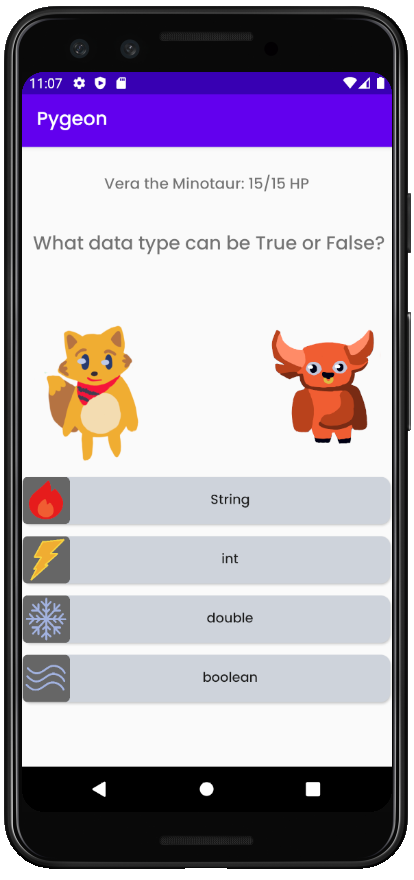 11:07
Pygeon
Vera the Minotaur: 15/15 HP
What data type can be True or False?
String
int
double
boolean